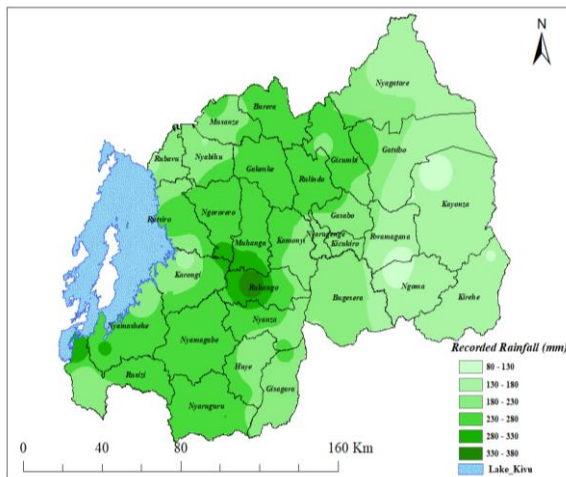 N
Nyagatare
Burera
Musanze
Gicumbi
Gatsibo
Rubavu
Nyabihu
Gakenke
Rulindo
Kayonza
Rutsiro
Ngororero
Gasabo
Nyarugenge
Kicukiro
Rwamagana
Muhanga
Kamonyi
Karongi
Ruhango
Bugesera
Ngoma
Kirehe
Nyanza
Nyamasheke
Nyamagabe
Huye
Gisagara
Rusizi
Nyaruguru
Recorded Rainfall (mm)
80 - 130
130 - 180
180 - 230
230 - 280
280 - 330
330 - 380
Lake_Kivu
0 40 80 160 Km